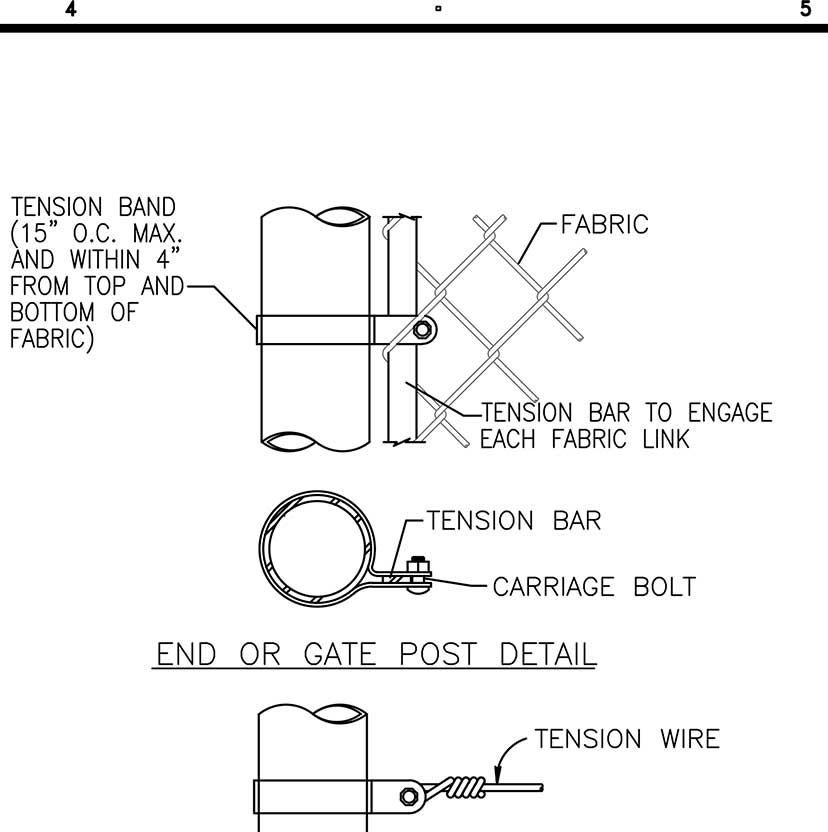 4 5
TENSION BAND
(15” O.C. MAX.
AND WITHIN 4”
FROM TOP AND
BOTTOM OF
FABRIC)
FABRIC
TENSION BAR TO ENGAGE
EACH FABRIC LINK
TENSION BAR
CARRIAGE BOLT
END OR GATE POST DETAIL
TENSION WIRE